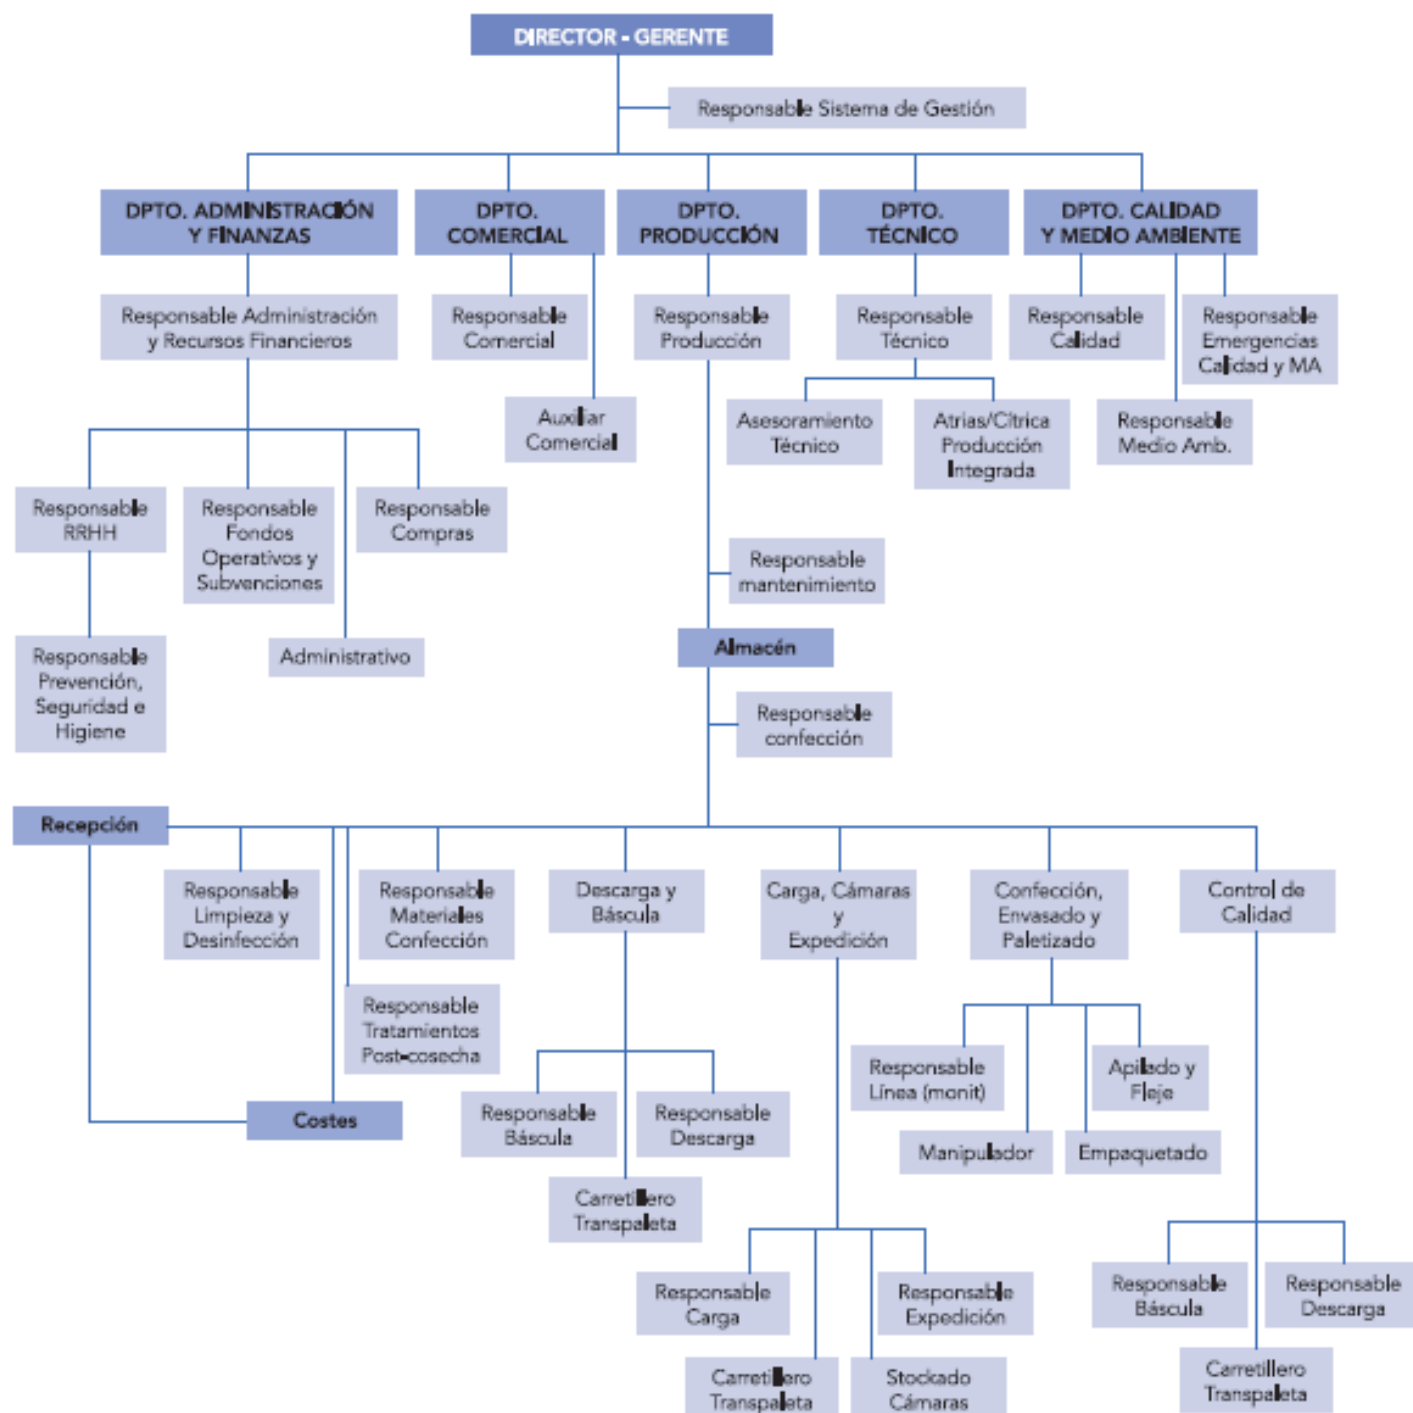 DIRECTOR - GERENTE
Responsable Sistema de Gestión
DPTO. ADMINISTRACIÓN
Y FINANZAS
DPTO.
COMERCIAL
DPTO.
PRODUCCIÓN
DPTO.
TÉCNICO
DPTO. CALIDAD
Y MEDIO AMBIENTE
Responsable Administración
y Recursos Financieros
Responsable
Comercial
Responsable
Producción
Responsable
Técnico
Responsable
Calidad
Responsable
Emergencias
Calidad y MA
Auxiliar
Comercial
Asesoramiento
Técnico
Atrias/Cítrica
Producción
Integrada
Responsable
Medio Amb.
Responsable
RRHH
Responsable
Fondos
Operativos y
Subvenciones
Responsable
Compras
Responsable
mantenimiento
Responsable
Prevención,
Seguridad e
Higiene
Administrativo
Almacén
Responsable
confección
Recepción
Responsable
Limpieza y
Desinfección
Responsable
Materiales
Confección
Descarga y
Báscula
Carga, Cámaras
y
Expedición
Confección,
Envasado y
Paletizado
Control de
Calidad
Responsable
Tratamientos
Post-cosecha
Costes
Responsable
Báscula
Responsable
Descarga
Responsable
Línea (monit)
Apilado y
Fleje
Manipulador
Empaquetado
Carretillero
Transpaleta
Responsable
Carga
Responsable
Expedición
Responsable
Báscula
Responsable
Descarga
Carretillero
Transpaleta
Stockado
Cámaras
Carretillero
Transpaleta